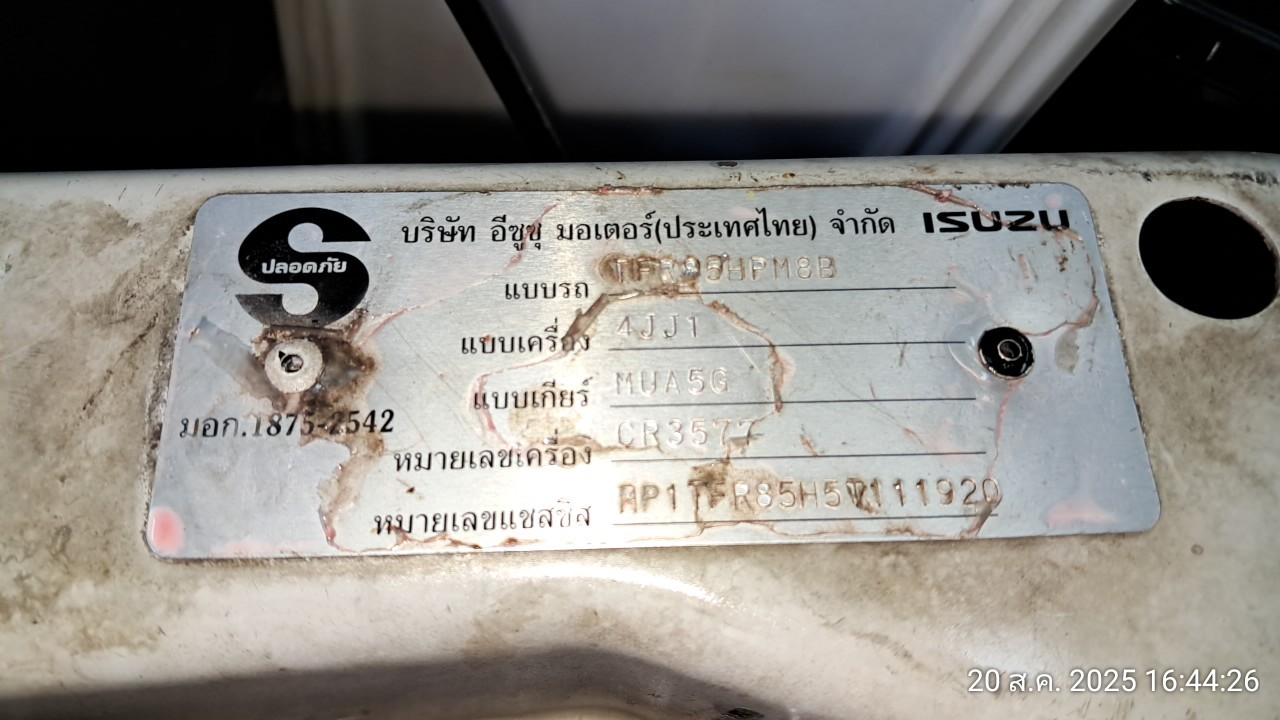 บริษัท อีซูซุ มอเตอร์(ประเทศไทย) จำกัด ISUZU
S
ปลอดภัย
แบบรถ TFR85HPM8B
แบบเครื่อง 4JJ1
แบบเกียร์ MUA5G
มอก.1875-2542
หมายเลขเครื่อง CR3577
หมายเลขแชสซิส
20 ส.ค. 2025 16:44:26